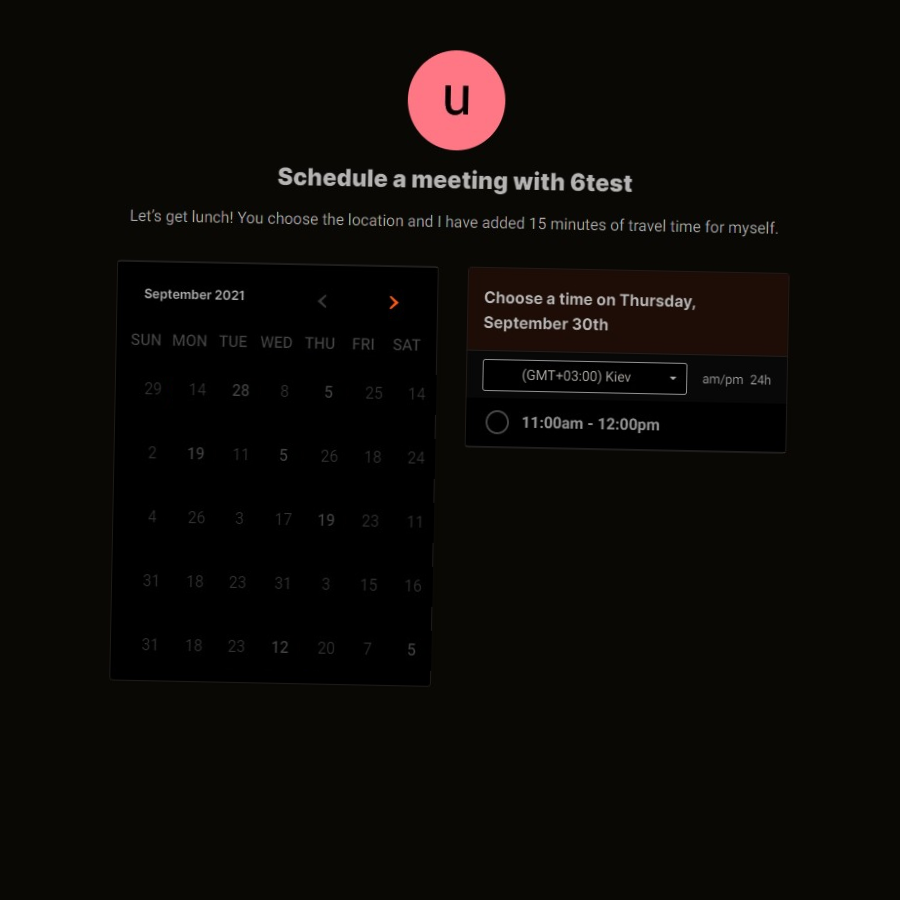 u
Schedule a meeting with 6test
Let's get lunch! You choose the location and I have added 15 minutes of travel time for myself.
September 2021
SUN MON TUE WED THU FRI SAT
29 14 28 8 5 25 14
2 19 11 5 26 18 24
4 26 3 17 19 23 11
31 18 23 31 3 15 16
31 18 23 12 20 7 5
Choose a time on Thursday,
September 30th
(GMT+03:00) Kiev am/pm 24h
11:00am - 12:00pm